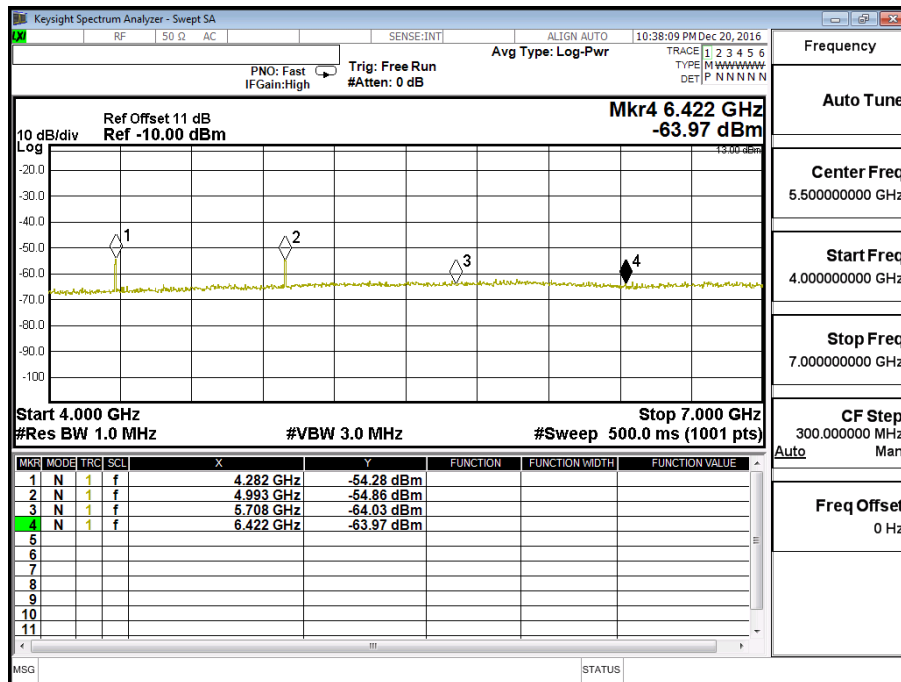 Keysight Spectrum Analyzer - Swept SA
LXI RF 50 Ω AC SENSE:INT ALIGN AUTO 10:38:09 PM Dec 20, 2016
Frequency
Avg Type: Log-Pwr TRACE 1 2 3 4 5 6
PNO: Fast Trig: Free Run TYPE M WWWWW
IFGain:High #Atten: 0 dB DET P N N N N N
Auto Tune
Ref Offset 11 dB Mkr4 6.422 GHz
10 dB/div Ref -10.00 dBm -63.97 dBm
Log
13.00 dBm
-20.0
-30.0
-40.0
-50.0
-60.0
-70.0
-80.0
-90.0
-100
1
2
3
4
Start 4.000 GHz Stop 7.000 GHz
#Res BW 1.0 MHz #VBW 3.0 MHz #Sweep 500.0 ms (1001 pts)
Center Freq
5.500000000 GHz
Start Freq
4.000000000 GHz
Stop Freq
7.000000000 GHz
CF Step
300.000000 MHz
Auto Man
Freq Offset
0 Hz
MKR MODE TRC SCL X Y FUNCTION FUNCTION WIDTH FUNCTION VALUE
1 N 1 f 4.282 GHz -54.28 dBm
2 N 1 f 4.993 GHz -54.86 dBm
3 N 1 f 5.708 GHz -64.03 dBm
4 N 1 f 6.422 GHz -63.97 dBm
5
6
7
8
9
10
11
MSG STATUS